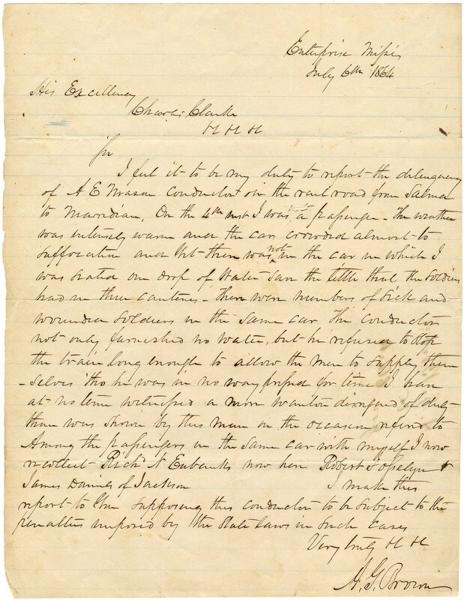 Enterprise Missi
July 6th 1864
His Excellency
Charles Clark
&c &c &c
Sir
I feel it to be my duty to report the delinquency
of A E conductor on the railroad from Selma
to Meridian. On the 4th inst I was a passenger. The weather
was intensely warm and the car crowded almost to
suffocation and yet there was not in the car in which I
was seated one drop of water save the little that the soldiers
had in three canteens. There were numbers of sick and
wounded soldiers in the same car. The conductor
not only furnished no water, but he refused to stop
the train long enough to allow the men to supply them
selves tho he was in no way pressed for time. I have
at no time witnessed a more wanton disregard of duty
than was shown by this man on the occasion refered to
Among the passengers in the same car with myself I now
recollect Richd N Eubanks now here Robert Joselyn &
James of Jackson I make this
report to you supposing this conductor to be subject to the
penalties imposed by the State laws in such cases
Very truly &c &c
A. G. Brown